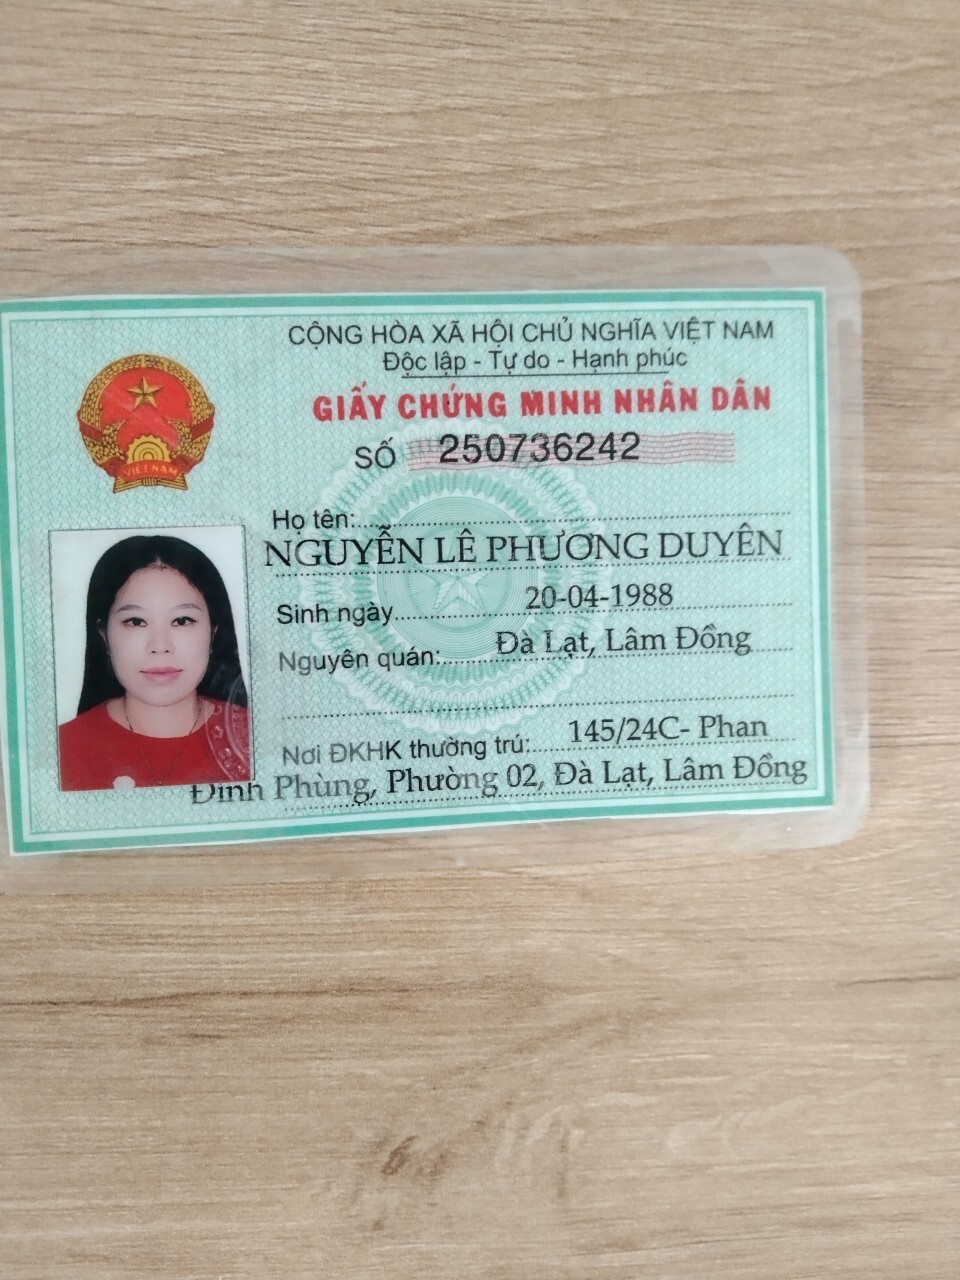 CỘNG HÒA XÃ HỘI CHỦ NGHĨA VIỆT NAM
Độc lập - Tự do - Hạnh phúc
GIẤY CHỨNG MINH NHÂN DÂN
SỐ 250736242
VIỆT NAM
Họ tên:
NGUYỄN LÊ PHƯƠNG DUYÊN
Sinh ngày 20-04-1988
Nguyên quán: Đà Lạt, Lâm Đồng
Nơi ĐKHK thường trú: 145/24C- Phan
Đình Phùng, Phường 02, Đà Lạt, Lâm Đồng